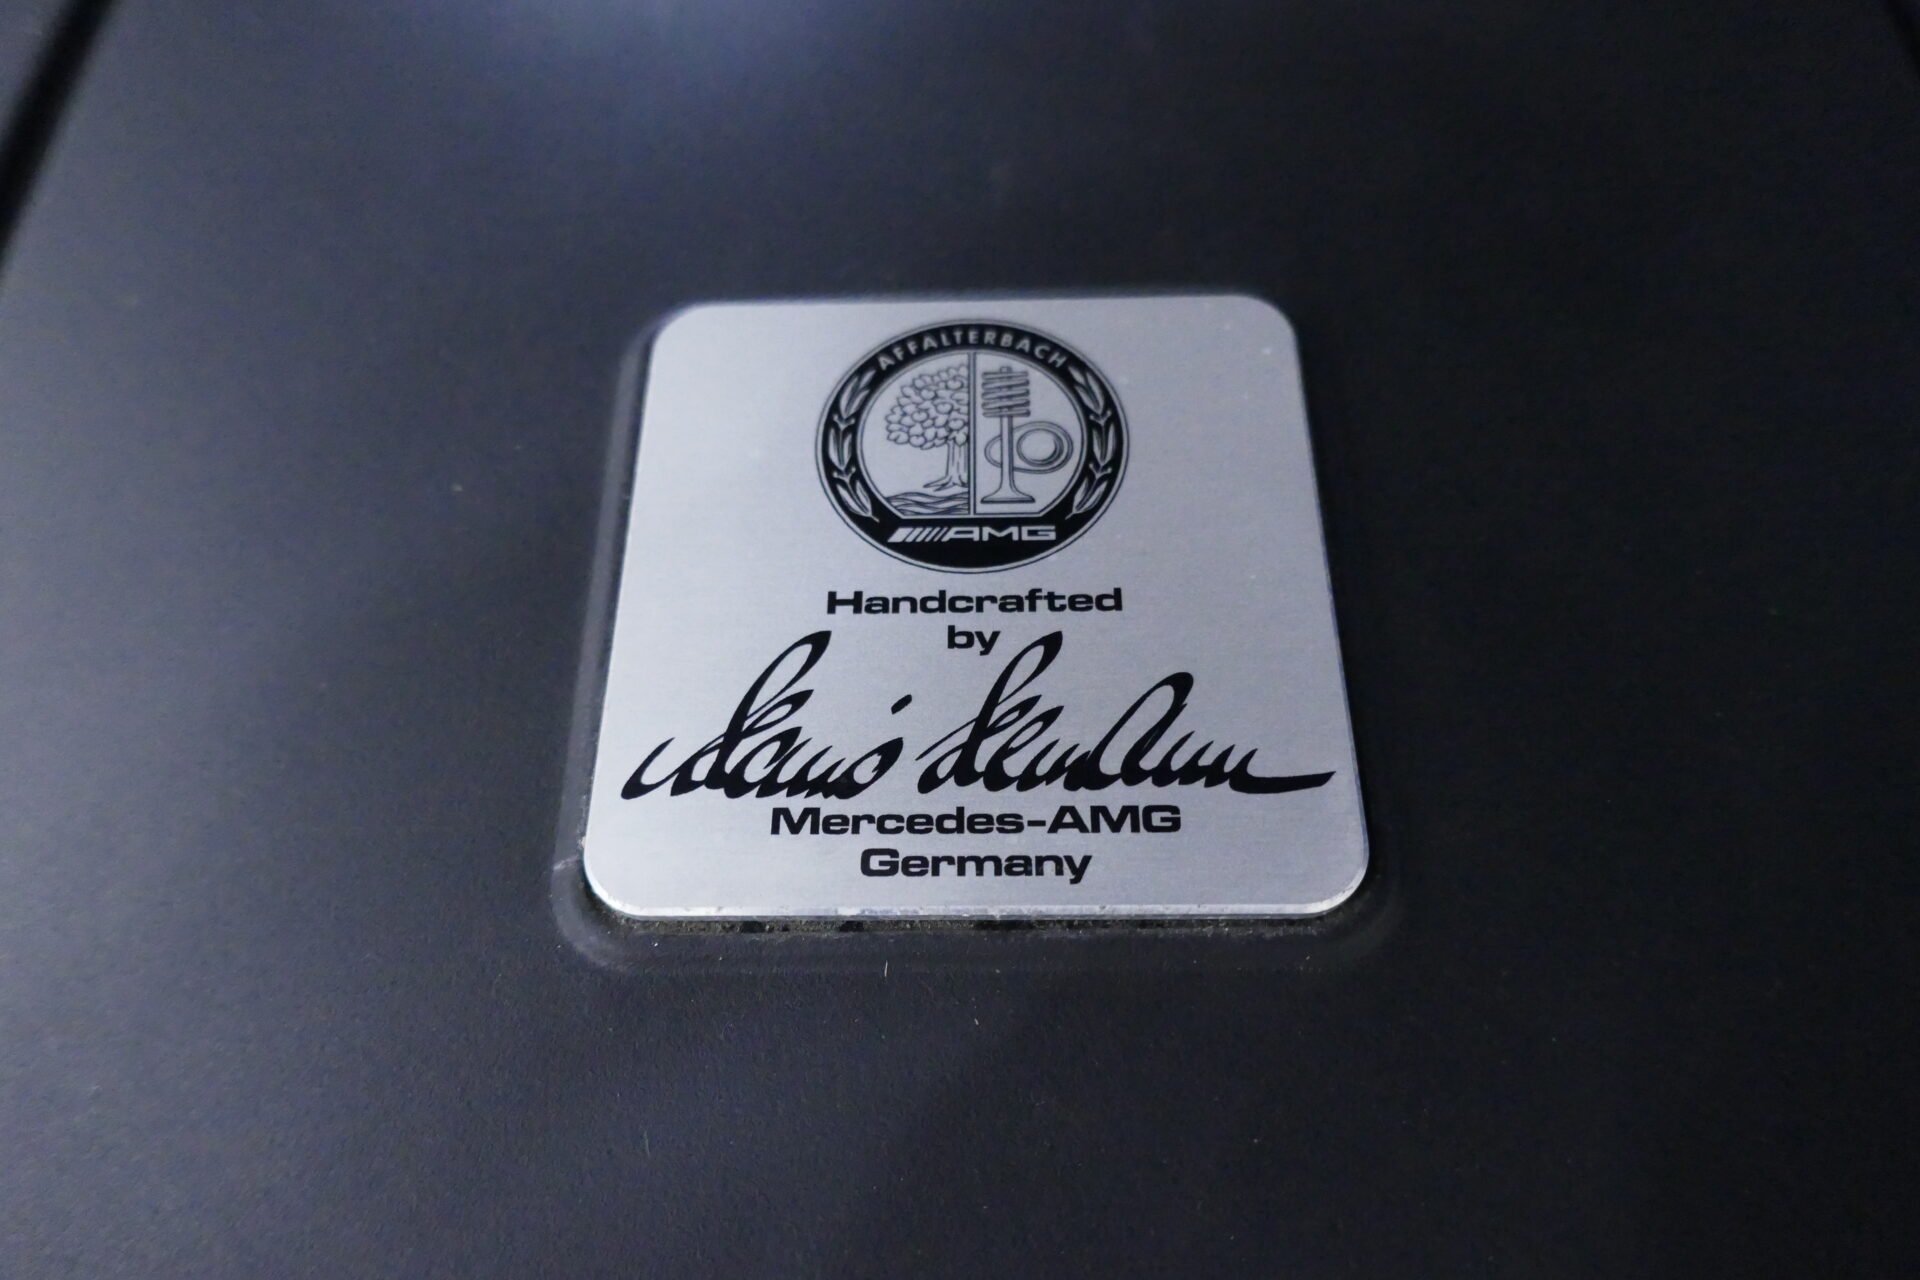 AFFALTERBACH
AMG
Handcrafted
by
Mercedes-AMG
Germany